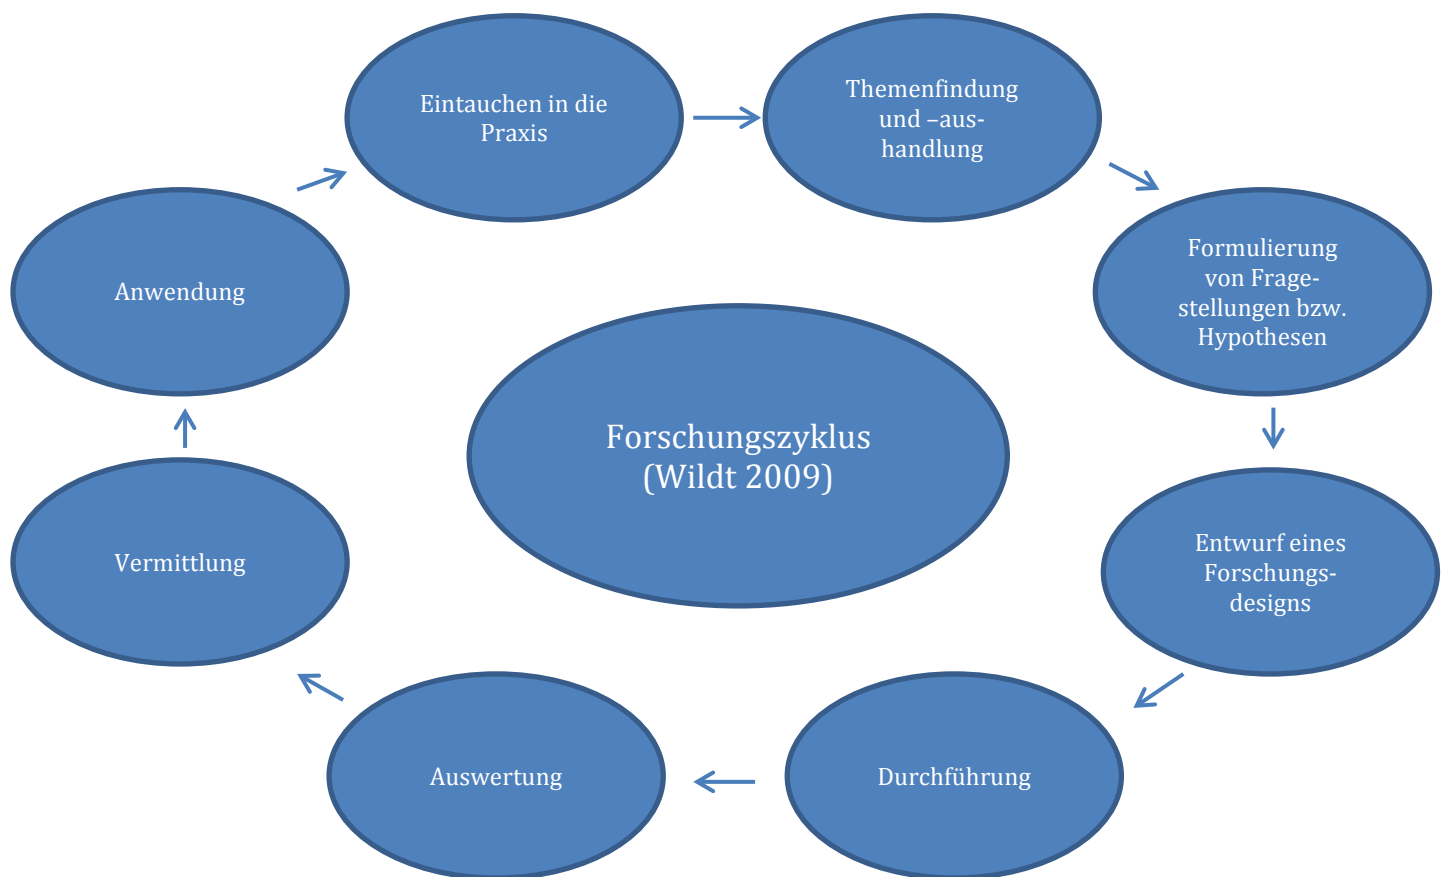 Eintauchen in die
Praxis
Themenfindung
und –aus-
handlung
Formulierung
von Frage-
stellungen bzw.
Hypothesen
Entwurf eines
Forschungs-
designs
Durchführung
Auswertung
Vermittlung
Anwendung
Forschungszyklus
(Wildt 2009)